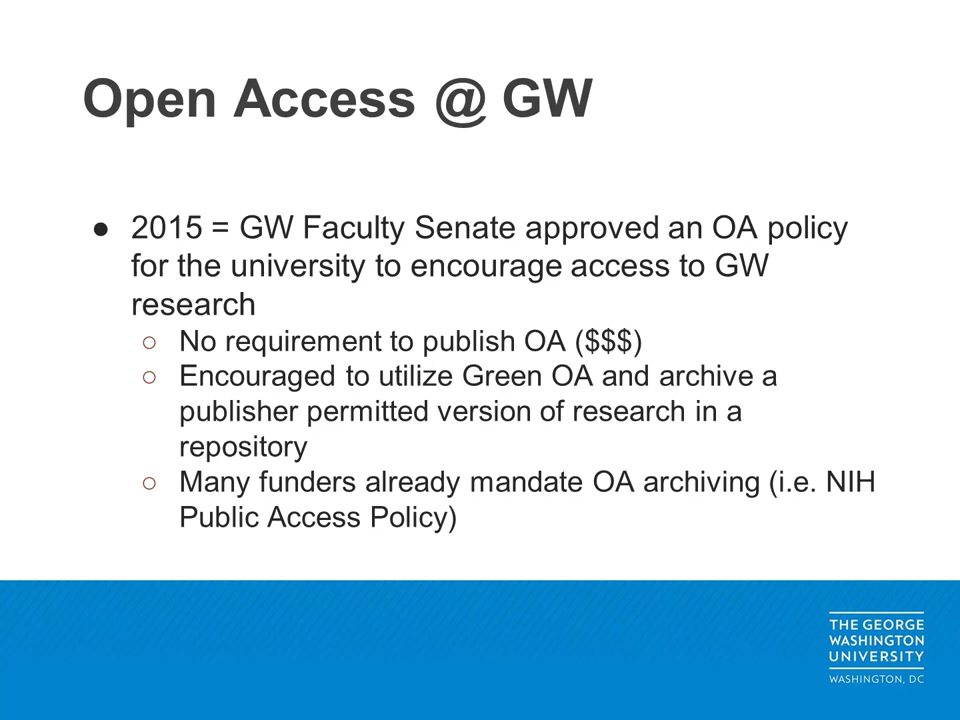 Open Access @ GW
● 2015 = GW Faculty Senate approved an OA policy
for the university to encourage access to GW
research
○ No requirement to publish OA ($$$)
○ Encouraged to utilize Green OA and archive a
publisher permitted version of research in a
repository
○ Many funders already mandate OA archiving (i.e. NIH
Public Access Policy)
THE GEORGE
WASHINGTON
UNIVERSITY
WASHINGTON, DC